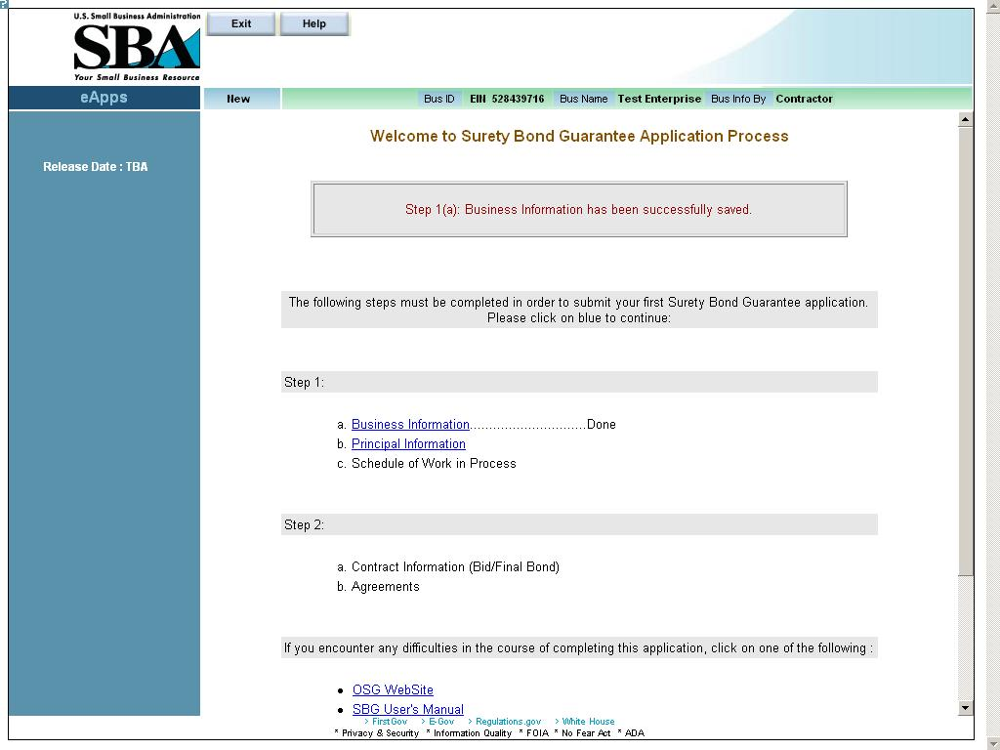 U.S. Small Business Administration
SBA
Your Small Business Resource
Exit
Help
eApps
New
Bus ID EIN 528439716 Bus Name Test Enterprise Bus Info By Contractor
Release Date : TBA
Welcome to Surety Bond Guarantee Application Process
Step 1(a): Business Information has been successfully saved.
The following steps must be completed in order to submit your first Surety Bond Guarantee application.
Please click on blue to continue:
Step 1:
a. Business Information..............................Done
b. Principal Information
c. Schedule of Work in Process
Step 2:
a. Contract Information (Bid/Final Bond)
b. Agreements
If you encounter any difficulties in the course of completing this application, click on one of the following :
• OSG WebSite
• SBG User's Manual
> FirstGov > E-Gov > Regulations.gov > White House
* Privacy & Security * Information Quality * FOIA * No Fear Act * ADA